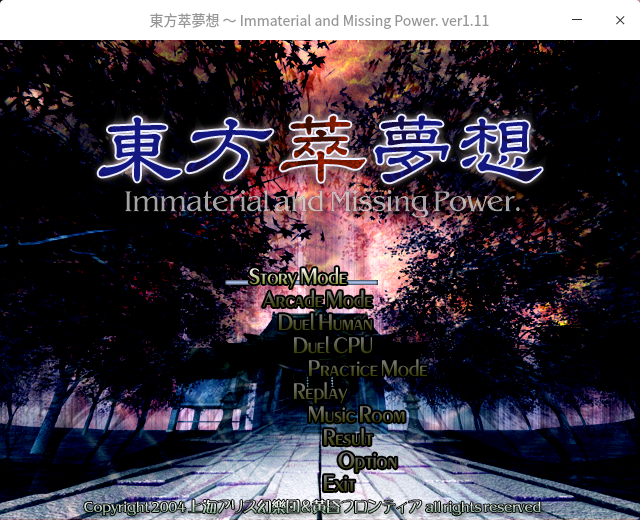 東方萃夢想 ～ Immaterial and Missing Power. ver1.11
東方萃夢想
Immaterial and Missing Power.
Story Mode
Arcade Mode
Duel Human
Duel CPU
Practice Mode
Replay
Music Room
Result
Option
Exit
Copyright 2004 上海アリス幻樂団＆黄昏フロンティア all rights reserved